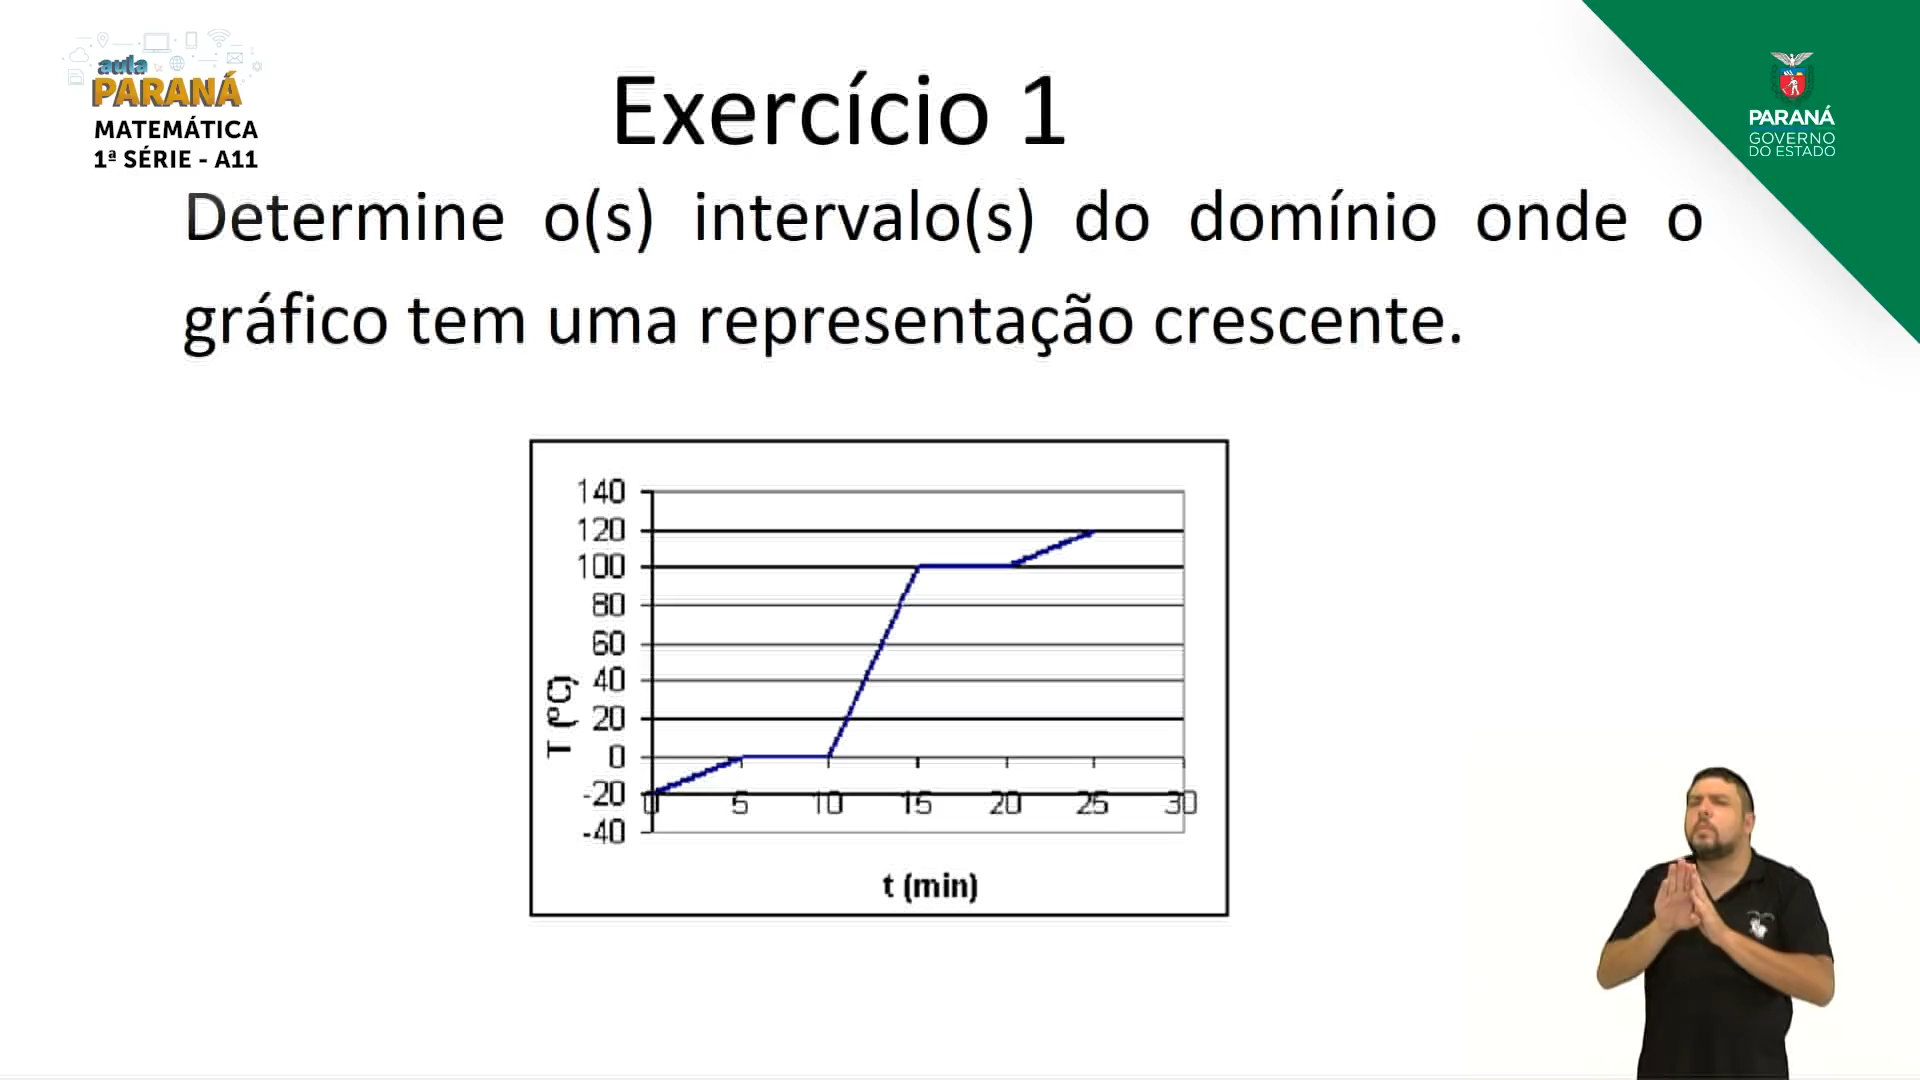 aula
PARANÁ
MATEMÁTICA
1ª SÉRIE - A11
PARANÁ
GOVERNO
DO ESTADO
Exercício 1
Determine o(s) intervalo(s) do domínio onde o
gráfico tem uma representação crescente.
140
120
100
80
60
40
20
0
-20
-40
T (ºC)
0 5 10 15 20 25 30
t (min)